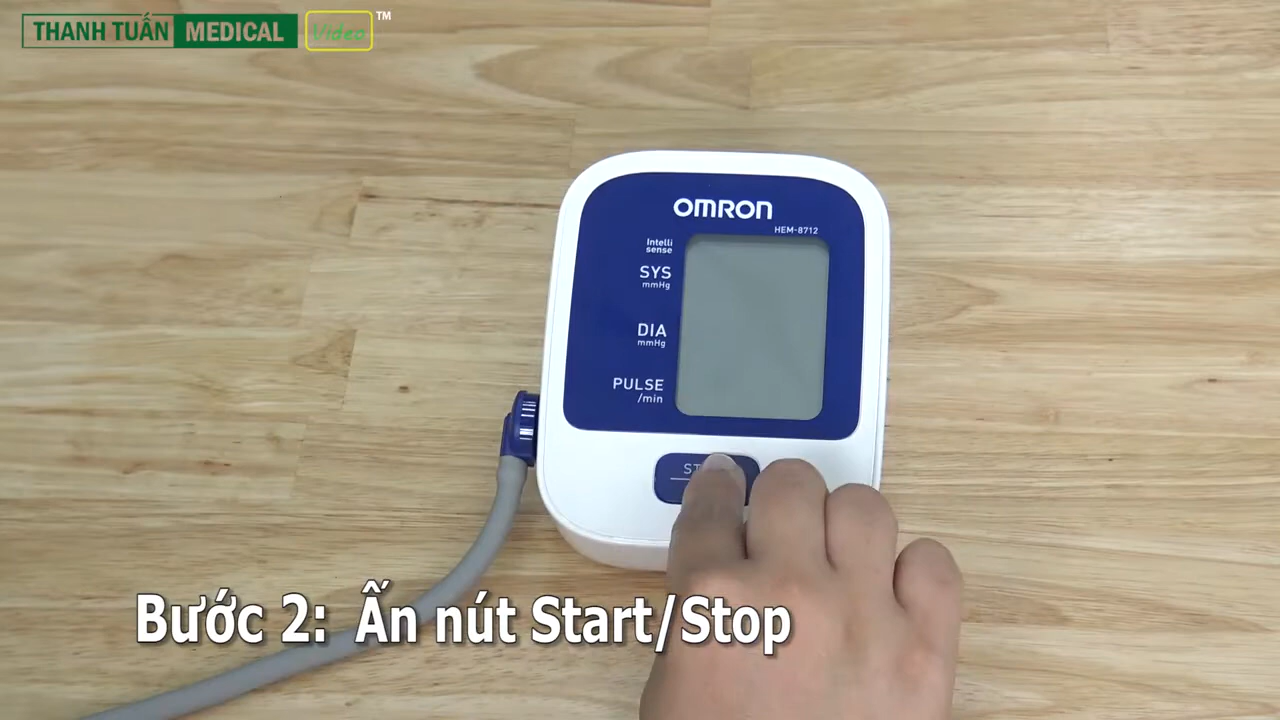 THANH TUẤN MEDICAL Video TM
OMRON
HEM-8712
Intelli
sense
SYS
mmHg
DIA
mmHg
PULSE
/min
ST
Bước 2: Ấn nút Start/Stop